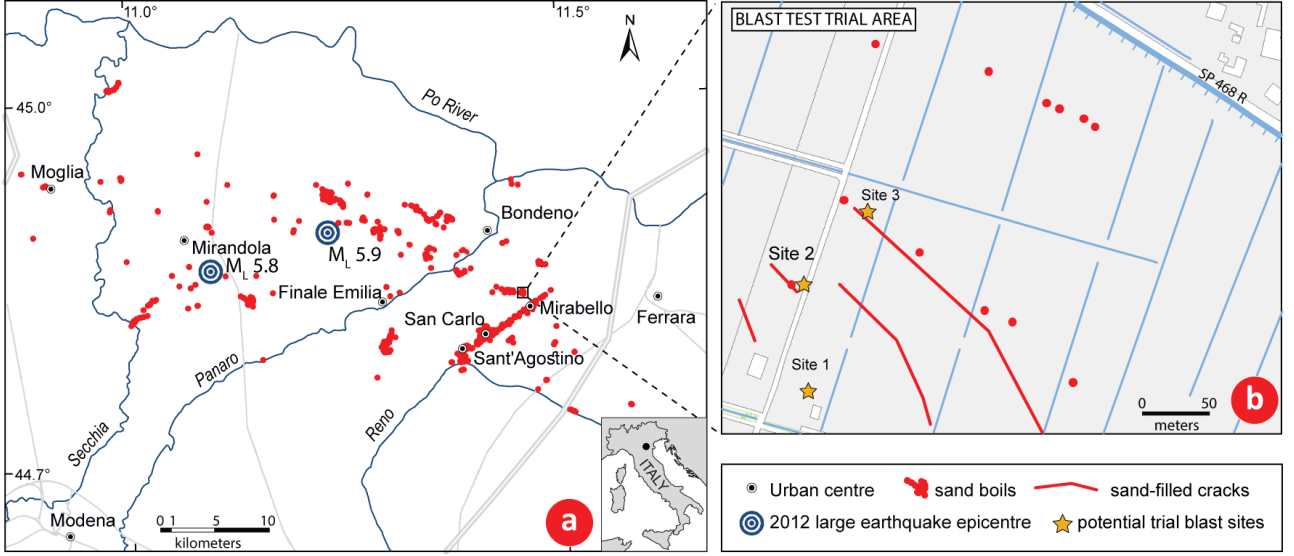 11.0°
11.5°
N
45.0°
Po River
Moglia
Bondeno
Mirandola
M_L 5.9
M_L 5.8
Finale Emilia
Mirabello
San Carlo
Ferrara
Sant'Agostino
Panaro
Reno
Secchia
ITALY
44.7°
Modena
0 1 5 10
kilometers
a
BLAST TEST TRIAL AREA
SP 468 R
Site 3
Site 2
Site 1
0 50
meters
b
Urban centre
sand boils
sand-filled cracks
2012 large earthquake epicentre
potential trial blast sites